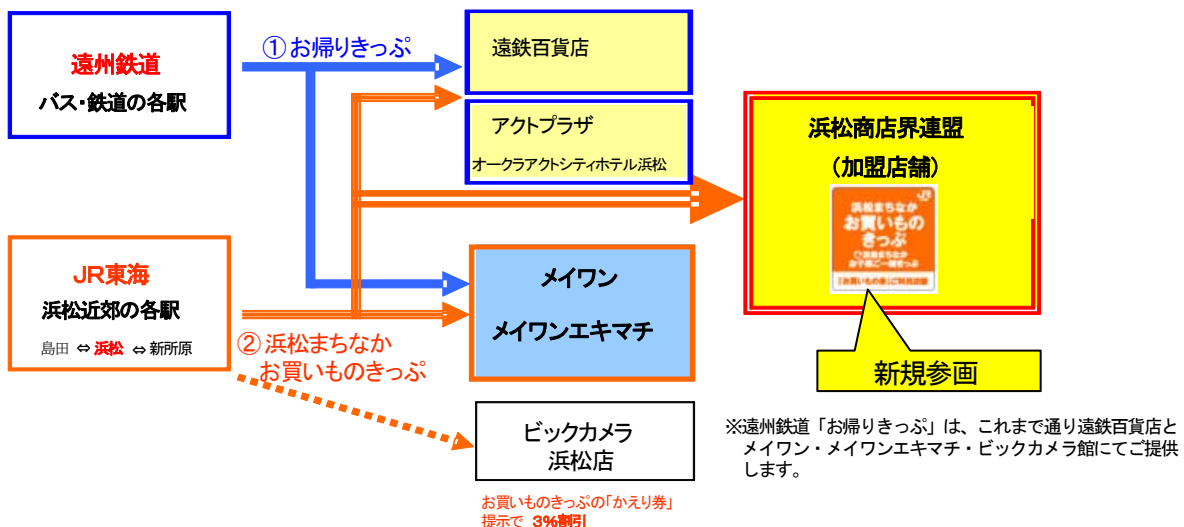 遠州鉄道
バス・鉄道の各駅
①お帰りきっぷ
遠鉄百貨店
アクトプラザ
オークラアクトシティホテル浜松
浜松商店界連盟
(加盟店舗)
JR
浜松まちなか
お買いもの
きっぷ
新規参画
JR東海
浜松近郊の各駅
島田 ⇔ 浜松 ⇔ 新所原
②浜松まちなか
お買いものきっぷ
メイワン
メイワンエキマチ
ビックカメラ
浜松店
お買いものきっぷの「かえり券」
提示で 3%割引
※遠州鉄道「お帰りきっぷ」は、これまで通り遠鉄百貨店と
メイワン・メイワンエキマチ・ビックカメラ館にてご提供
します。